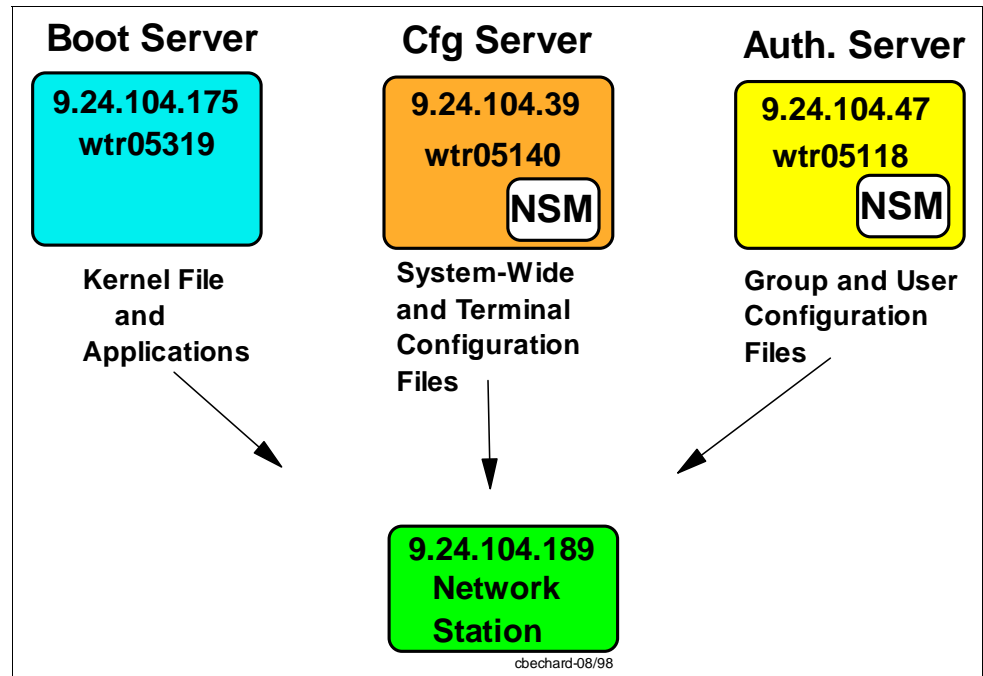 Boot Server
9.24.104.175
wtr05319
Kernel File
and
Applications
Cfg Server
9.24.104.39
wtr05140
NSM
System-Wide
and Terminal
Configuration
Files
Auth. Server
9.24.104.47
wtr05118
NSM
Group and User
Configuration
Files
9.24.104.189
Network
Station
cbechard-08/98